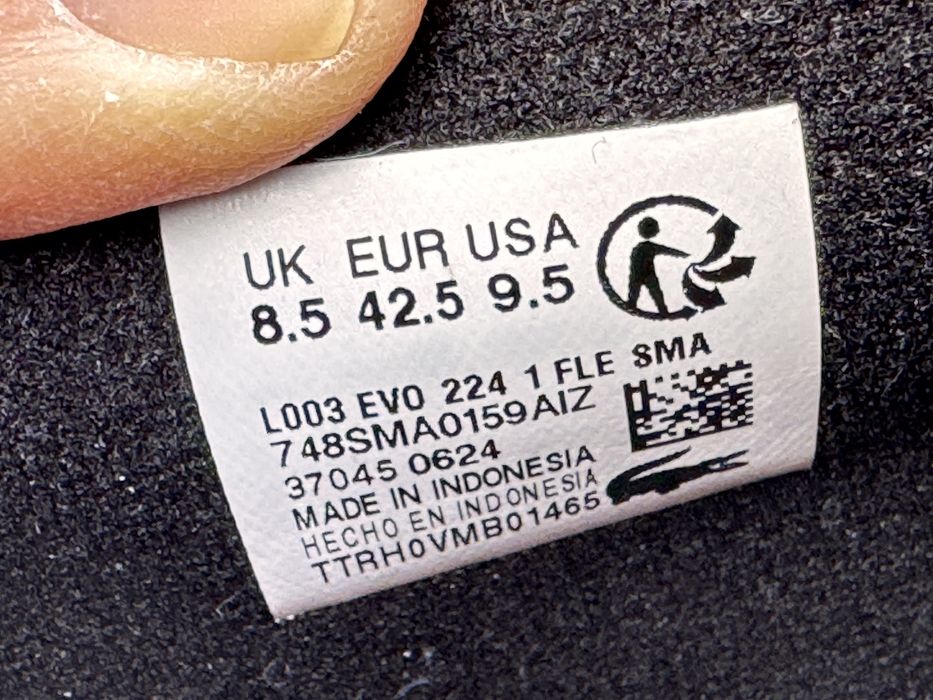 UK EUR USA
8.5 42.5 9.5
L003 EVO 224 1 FLE SMA
748SMA0159AIZ
37045 0624
MADE IN INDONESIA
HECHO EN INDONESIA
TTRH0VMB01465